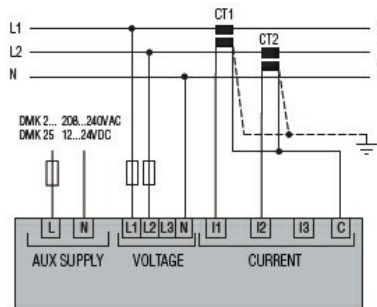 CT1
L1
L2
CT2
N
DMK 2... 208...240VAC
DMK 25 12...24VDC
L N L1 L2 L3 N I1 I2 I3 C
AUX SUPPLY VOLTAGE CURRENT